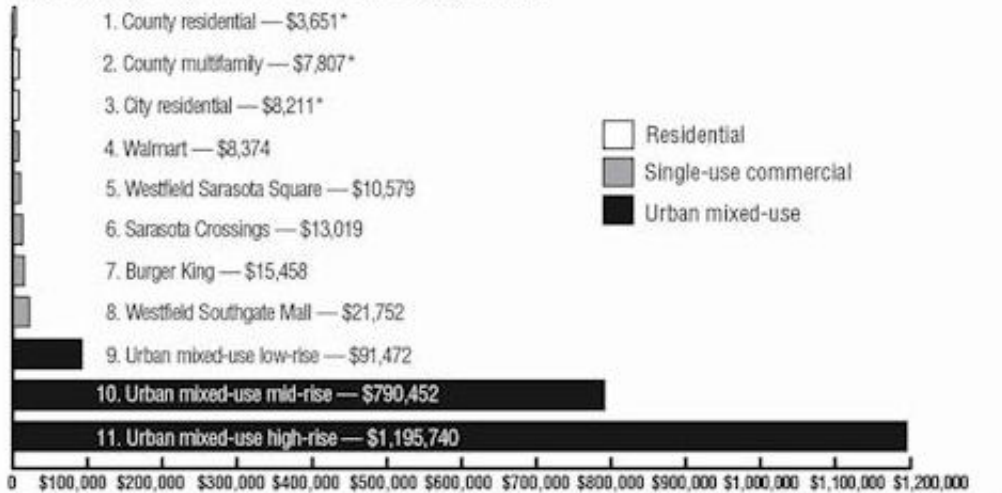 1. County residential — $3,651*
2. County multifamily — $7,807*
3. City residential — $8,211*
4. Walmart — $8,374
5. Westfield Sarasota Square — $10,579
6. Sarasota Crossings — $13,019
7. Burger King — $15,458
8. Westfield Southgate Mall — $21,752
9. Urban mixed-use low-rise — $91,472
10. Urban mixed-use mid-rise — $790,452
11. Urban mixed-use high-rise — $1,195,740
Residential
Single-use commercial
Urban mixed-use
0 $100,000 $200,000 $300,000 $400,000 $500,000 $600,000 $700,000 $800,000 $900,000 $1,000,000 $1,100,000 $1,200,000